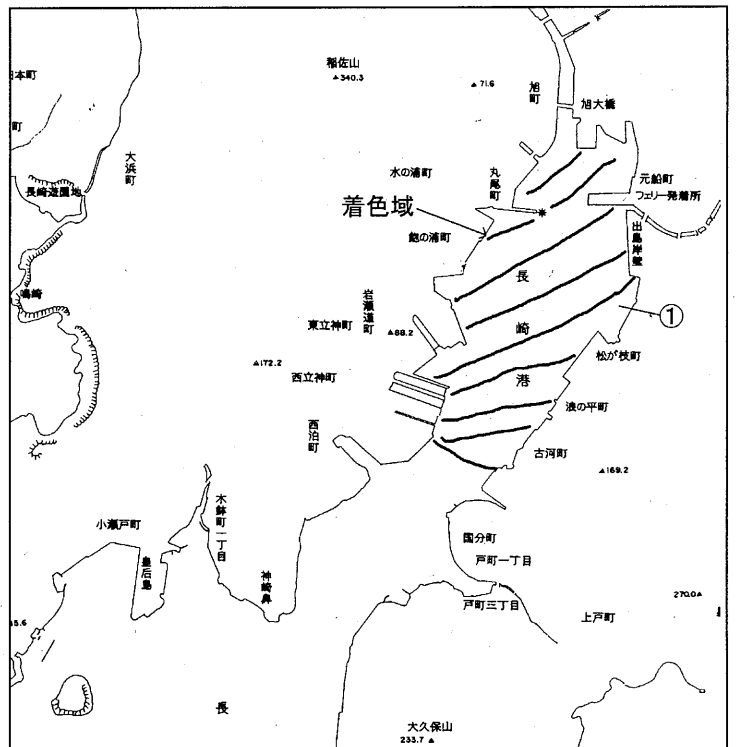 稲佐山
▲340.3
▲71.6
旭町
旭大橋
日本町
町
大浜町
長崎遊園地
水の浦町
丸尾町
元船町
フェリー発着所
着色域
飽の浦町
出島岸壁
長崎港
①
鳴崎
岩瀬道町
東立神町
▲88.2
▲172.2
西立神町
松が枝町
浪の平町
西泊町
古河町
▲169.2
小瀬戸町
木鉢町一丁目
皇后島
神崎鼻
国分町
戸町一丁目
戸町三丁目
270.0▲
上戸町
5.6
長
大久保山
233.7▲